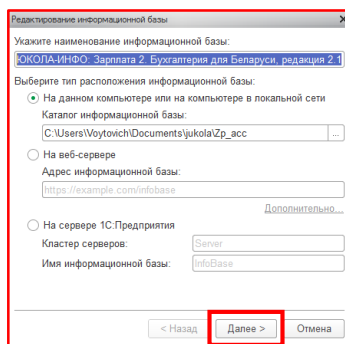 Редактирование информационной базы
Укажите наименование информационной базы:
ЮКОЛА-ИНФО: Зарплата 2. Бухгалтерия для Беларуси, редакция 2.1
Выберите тип расположения информационной базы:
На данном компьютере или на компьютере в локальной сети
Каталог информационной базы:
C:\Users\Voytovich\Documents\jukola\Zp_acc ...
На веб-сервере
Адрес информационной базы:
https://example.com/infobase
Дополнительно...
На сервере 1С:Предприятия
Кластер серверов: Server
Имя информационной базы: InfoBase
< Назад Далее > Отмена